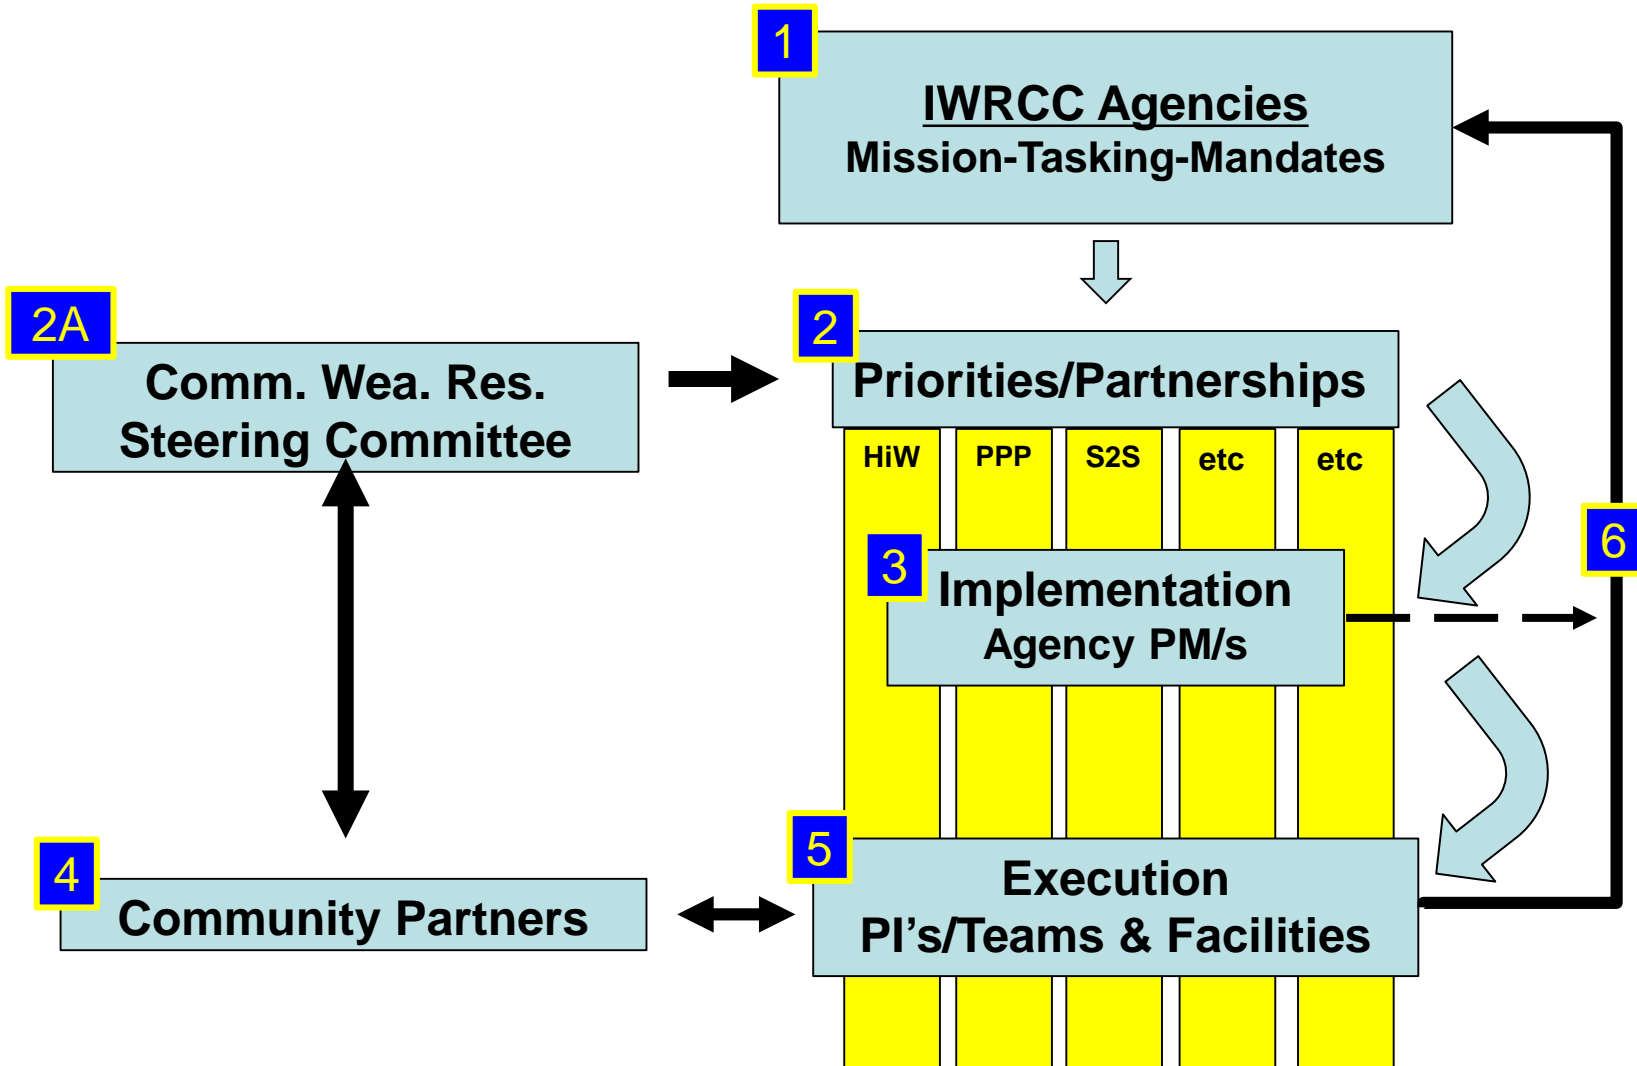 1
IWRCC Agencies
Mission-Tasking-Mandates
2A
Comm. Wea. Res.
Steering Committee
2
Priorities/Partnerships
HiW PPP S2S etc etc
3
Implementation
Agency PM/s
6
4
Community Partners
5
Execution
PI's/Teams & Facilities